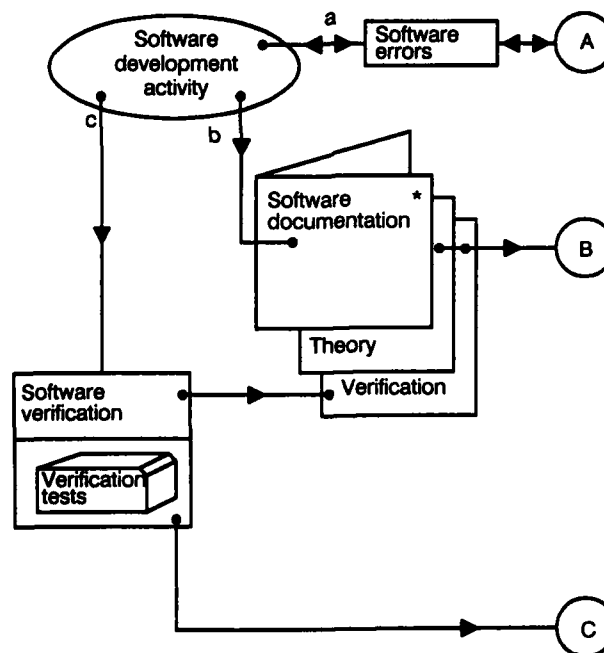 a
Software
development
activity
Software
errors
A
c
b
Software *
documentation
B
Theory
Verification
Software
verification
Verification
tests
C